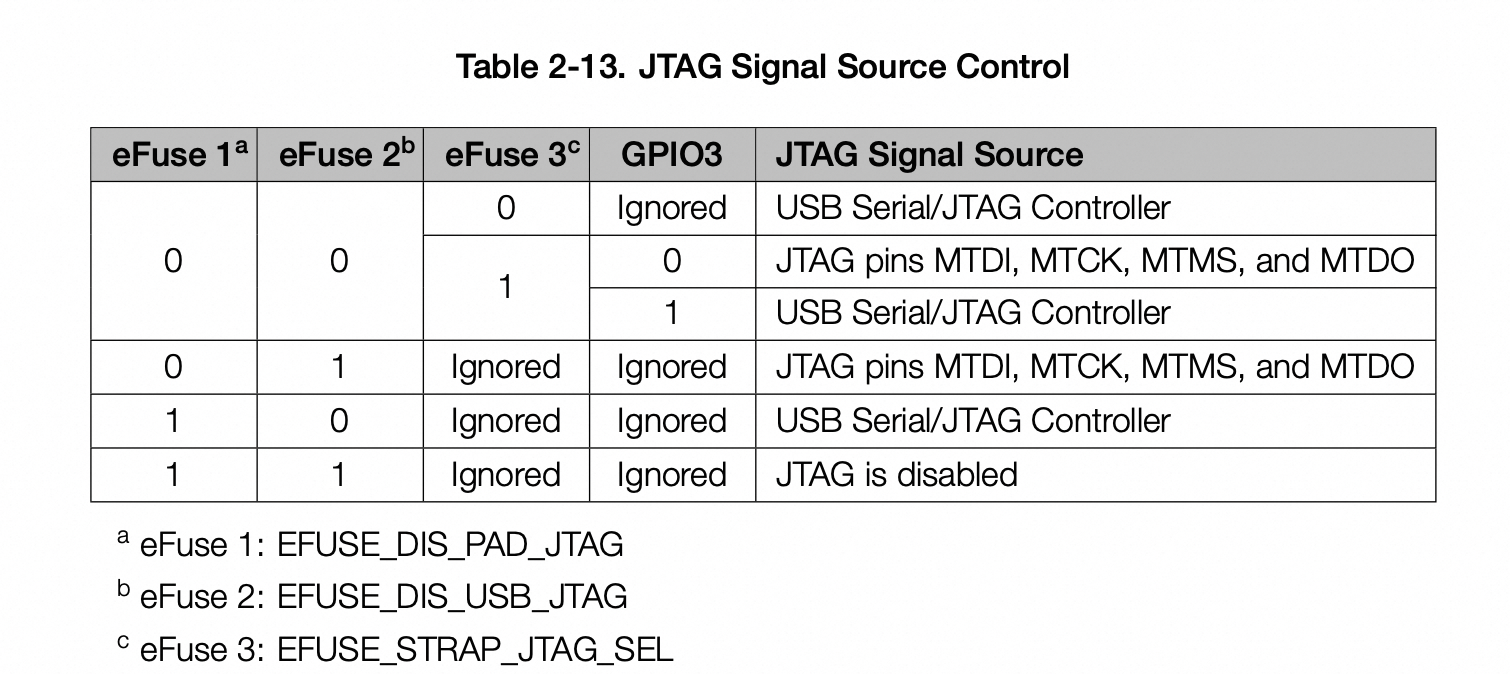 Table 2-13. JTAG Signal Source Control
eFuse 1a eFuse 2b eFuse 3c GPIO3 JTAG Signal Source
0 Ignored USB Serial/JTAG Controller
0 0 1 0 JTAG pins MTDI, MTCK, MTMS, and MTDO
1 USB Serial/JTAG Controller
0 1 Ignored Ignored JTAG pins MTDI, MTCK, MTMS, and MTDO
1 0 Ignored Ignored USB Serial/JTAG Controller
1 1 Ignored Ignored JTAG is disabled
a eFuse 1: EFUSE_DIS_PAD_JTAG
b eFuse 2: EFUSE_DIS_USB_JTAG
c eFuse 3: EFUSE_STRAP_JTAG_SEL